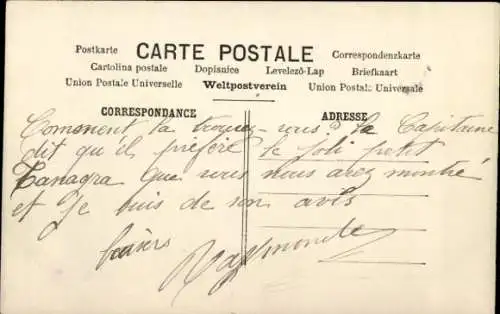 Postkarte CARTE POSTALE Correspondenzkarte
Cartolina postale Dopisnice Levelező-Lap Briefkaart
Union Postale Universelle Weltpostverein Union Postale Universale
CORRESPONDANCE ADRESSE
Comment la trouvez-vous? Le Capitaine
dit qu'il préfère le joli petit
Tanagra que vous nous avez montré
et je suis de son avis
baisers
Raymonde